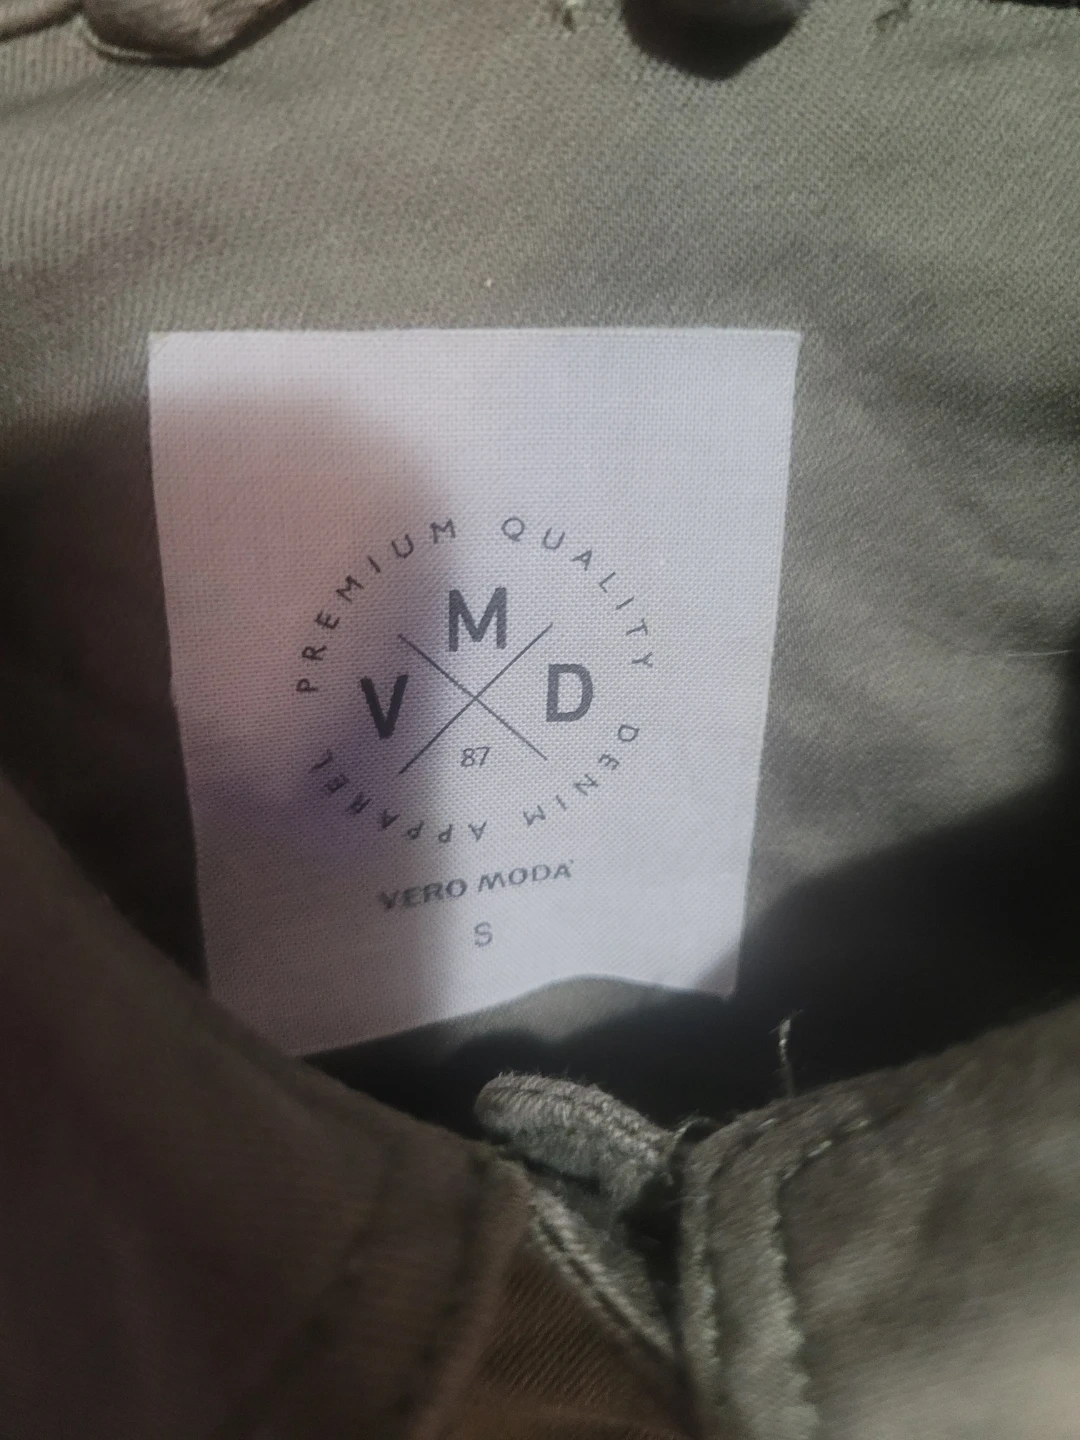 PREMIUM QUALITY
M
V D
87
DENIM APPAREL
VERO MODA
S